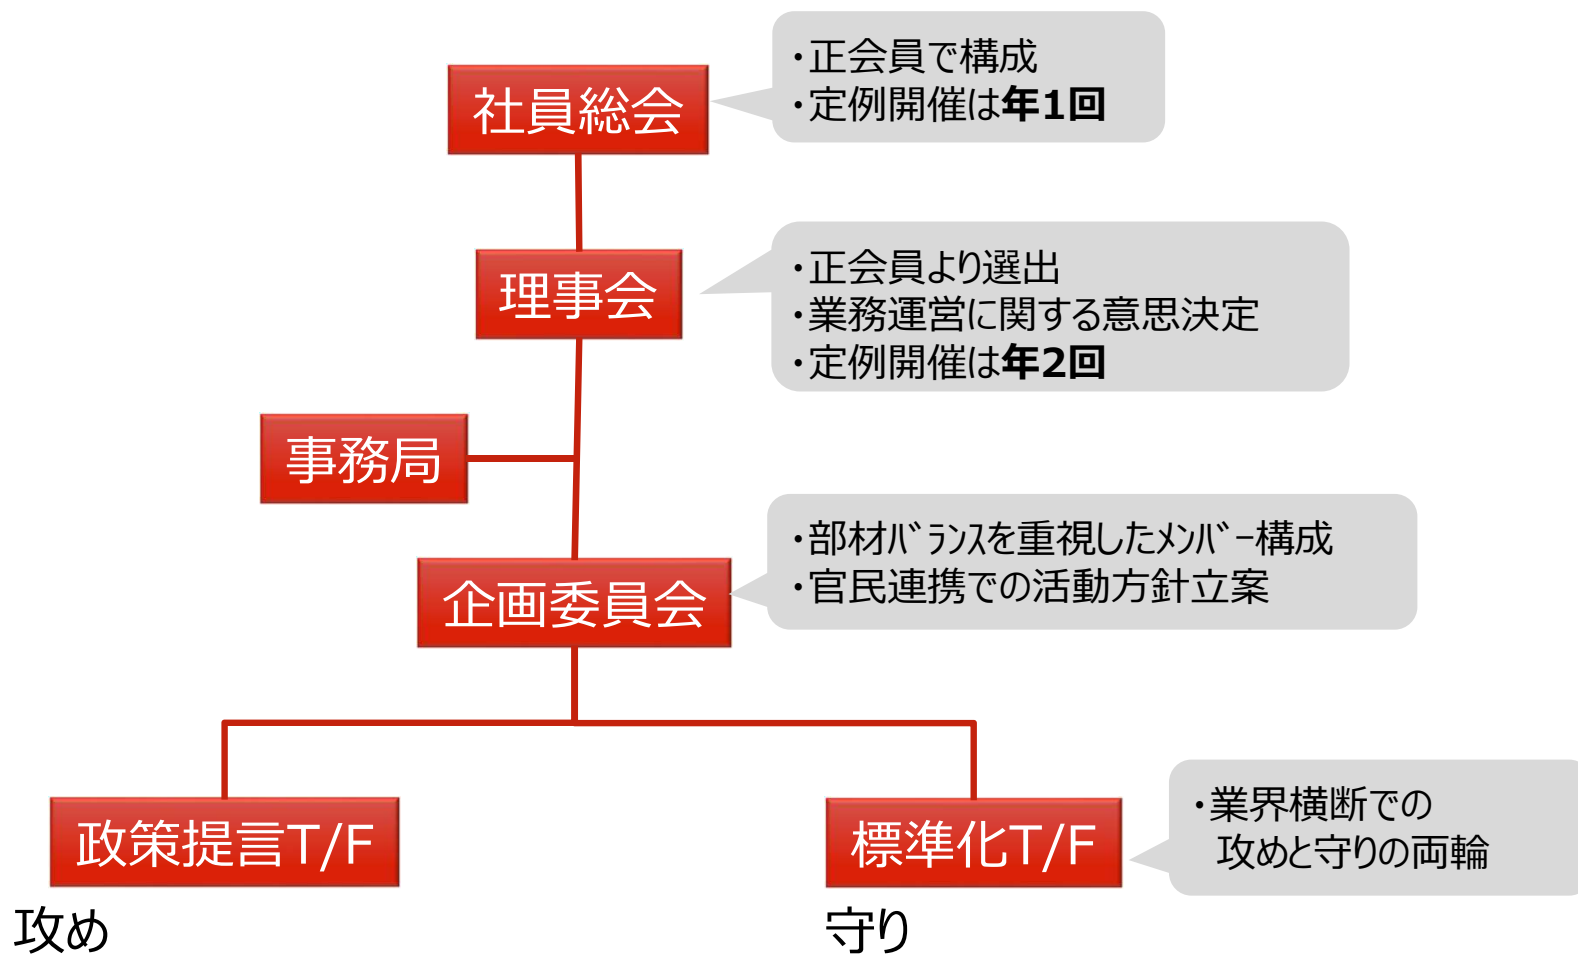 社員総会
・正会員で構成
・定例開催は年1回
理事会
・正会員より選出
・業務運営に関する意思決定
・定例開催は年2回
事務局
企画委員会
・部材ﾊﾞﾗﾝｽを重視したﾒﾝﾊﾞｰ構成
・官民連携での活動方針立案
政策提言T/F
標準化T/F
・業界横断での
攻めと守りの両輪
攻め
守り